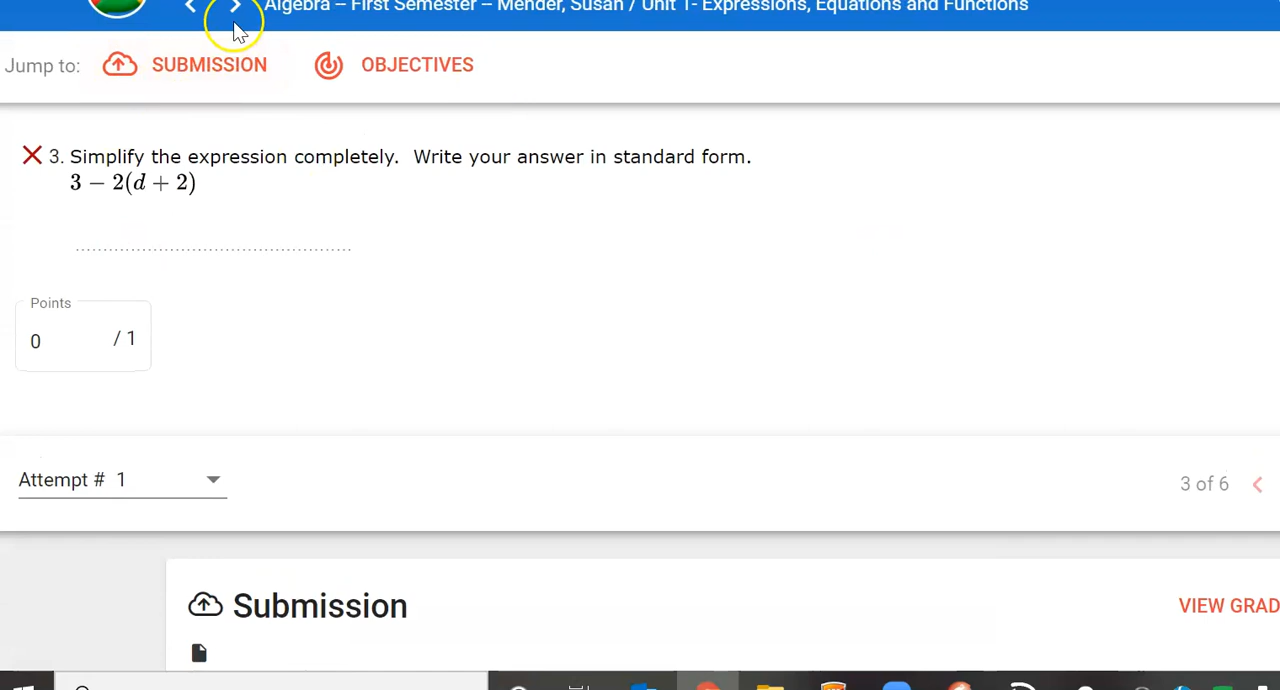 Algebra – First Semester – Mender, Susan / Unit 1- Expressions, Equations and Functions
Jump to: SUBMISSION OBJECTIVES
3. Simplify the expression completely. Write your answer in standard form.
3 − 2(d + 2)
Points
0 / 1
Attempt # 1
3 of 6
Submission
VIEW GRAD